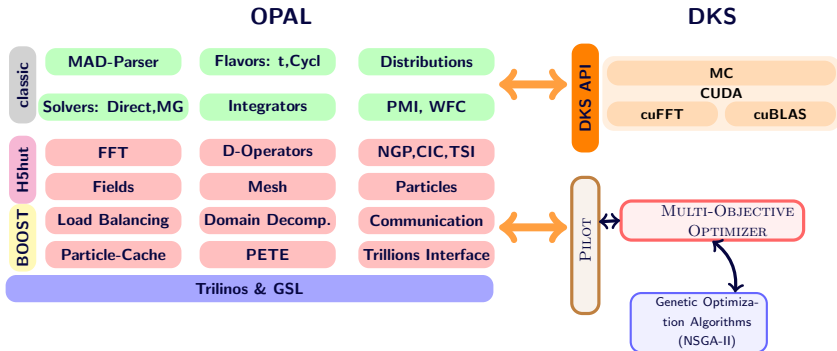 OPAL
DKS
classic
MAD-Parser
Flavors: t,Cycl
Distributions
Solvers: Direct,MG
Integrators
PMI, WFC
DKS API
MC
CUDA
cuFFT
cuBLAS
H5hut
FFT
D-Operators
NGP,CIC,TSI
Fields
Mesh
Particles
BOOST
Load Balancing
Domain Decomp.
Communication
Particle-Cache
PETE
Trillions Interface
Trilinos & GSL
Pilot
Multi-Objective
Optimizer
Genetic Optimiza-
tion Algorithms
(NSGA-II)